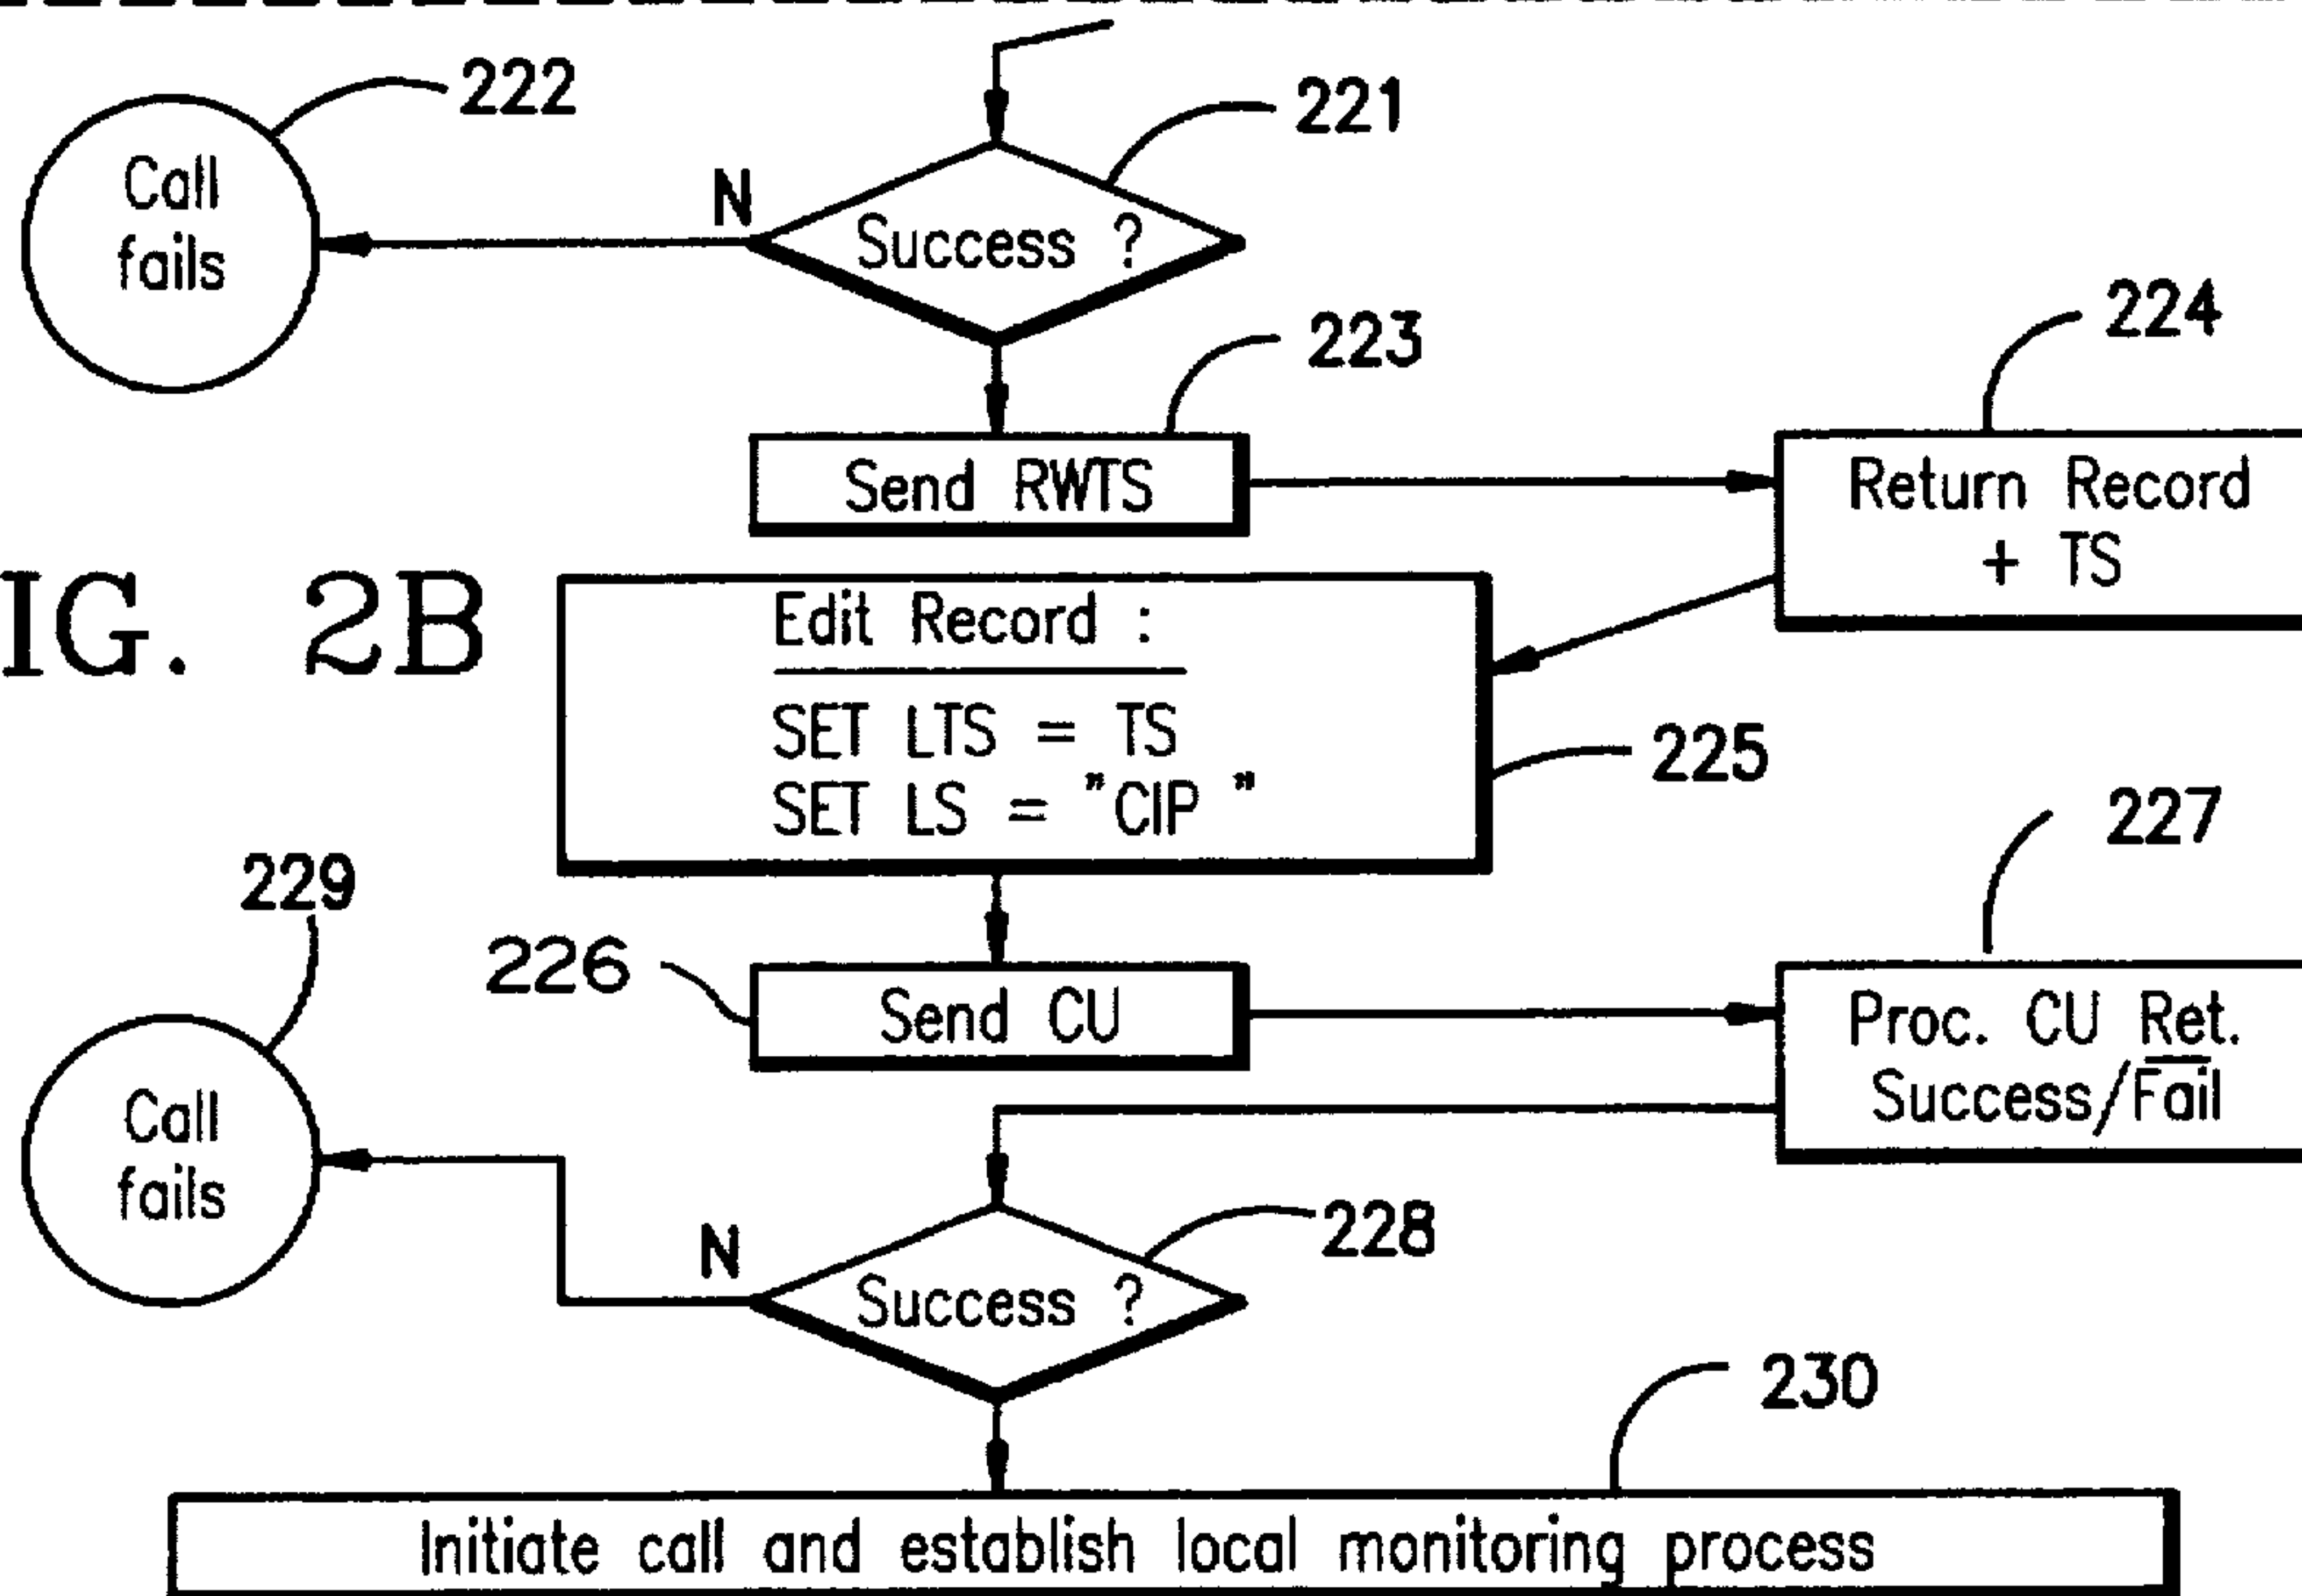 222
221
Call
fails
N
Success ?
223
224
Send RWTS
Return Record
+ TS
IG. 2B
Edit Record :
SET LTS = TS
SET LS = "CIP "
225
227
229
226
Send CU
Proc. CU Ret.
Success/Fail
Call
fails
N
Success ?
228
230
Initiate call and establish local monitoring process